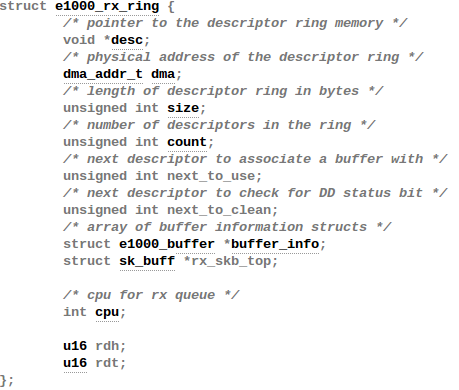 struct e1000_rx_ring {
/* pointer to the descriptor ring memory */
void *desc;
/* physical address of the descriptor ring */
dma_addr_t dma;
/* length of descriptor ring in bytes */
unsigned int size;
/* number of descriptors in the ring */
unsigned int count;
/* next descriptor to associate a buffer with */
unsigned int next_to_use;
/* next descriptor to check for DD status bit */
unsigned int next_to_clean;
/* array of buffer information structs */
struct e1000_buffer *buffer_info;
struct sk_buff *rx_skb_top;
/* cpu for rx queue */
int cpu;
u16 rdh;
u16 rdt;
};